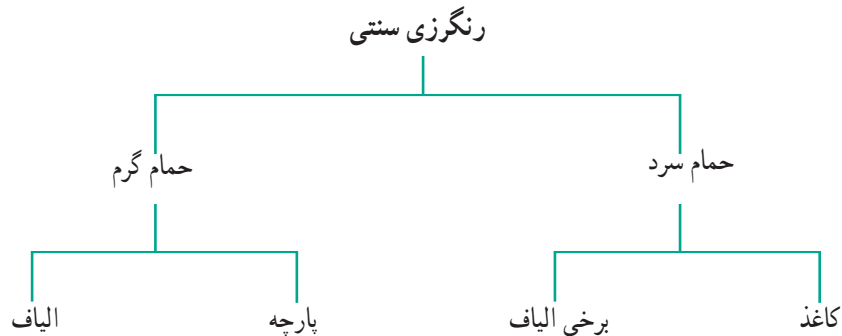 رنگرزی سنتی
حمام سرد
حمام گرم
کاغذ
برخی الیاف
پارچه
الیاف